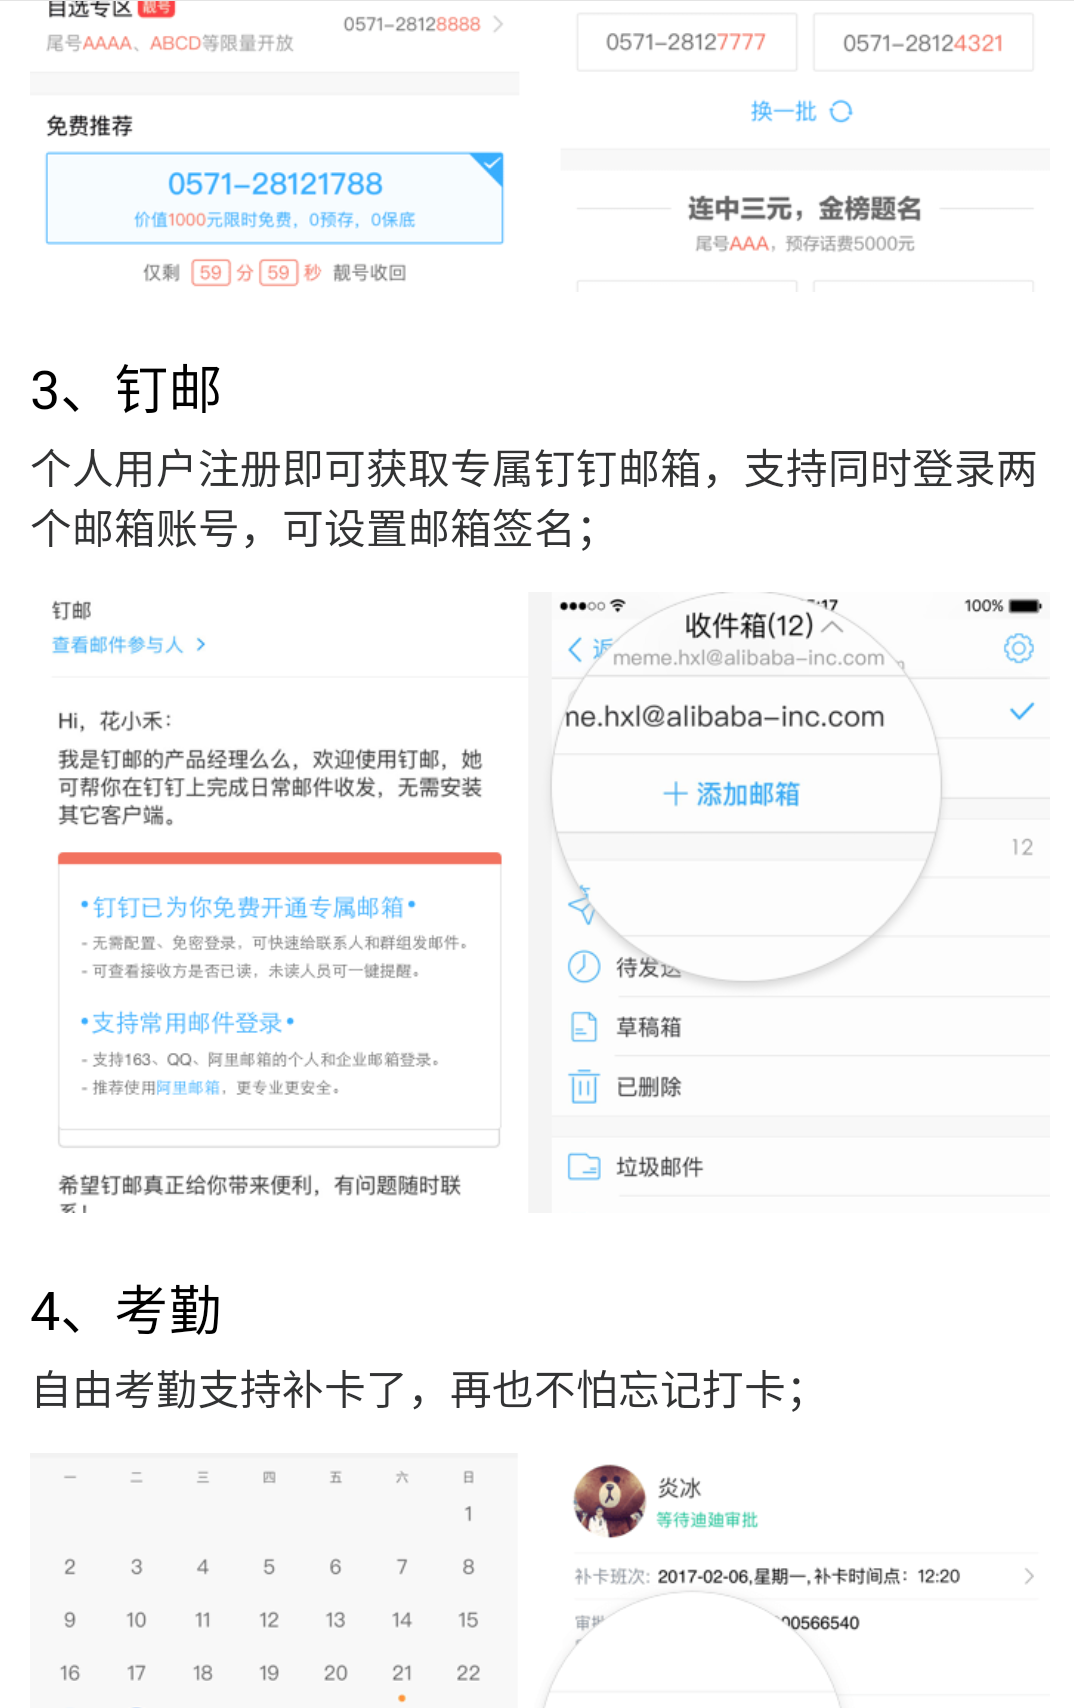 自选专区 靓号
尾号AAAA、ABCD等限量开放
0571-28128888
免费推荐
0571-28121788
价值1000元限时免费，0预存，0保底
仅剩 59 分 59 秒 靓号收回
0571-28127777
0571-28124321
换一批
连中三元，金榜题名
尾号AAA，预存话费5000元
3、钉邮
个人用户注册即可获取专属钉钉邮箱，支持同时登录两
个邮箱账号，可设置邮箱签名；
钉邮
查看邮件参与人
Hi，花小禾：
我是钉邮的产品经理么么，欢迎使用钉邮，她
可帮你在钉钉上完成日常邮件收发，无需安装
其它客户端。
•钉钉已为你免费开通专属邮箱•
- 无需配置、免密登录，可快速给联系人和群组发邮件。
- 可查看接收方是否已读，未读人员可一键提醒。
•支持常用邮件登录•
- 支持163、QQ、阿里邮箱的个人和企业邮箱登录。
- 推荐使用阿里邮箱，更专业更安全。
希望钉邮真正给你带来便利，有问题随时联
系！
:17
100%
返
收件箱(12)
meme.hxl@alibaba-inc.com
me.hxl@alibaba-inc.com
添加邮箱
12
待发送
草稿箱
已删除
垃圾邮件
4、考勤
自由考勤支持补卡了，再也不怕忘记打卡；
一 二 三 四 五 六 日
1
2 3 4 5 6 7 8
9 10 11 12 13 14 15
16 17 18 19 20 21 22
炎冰
等待迪廸审批
补卡班次: 2017-02-06,星期一,补卡时间点：12:20
审批
00566540